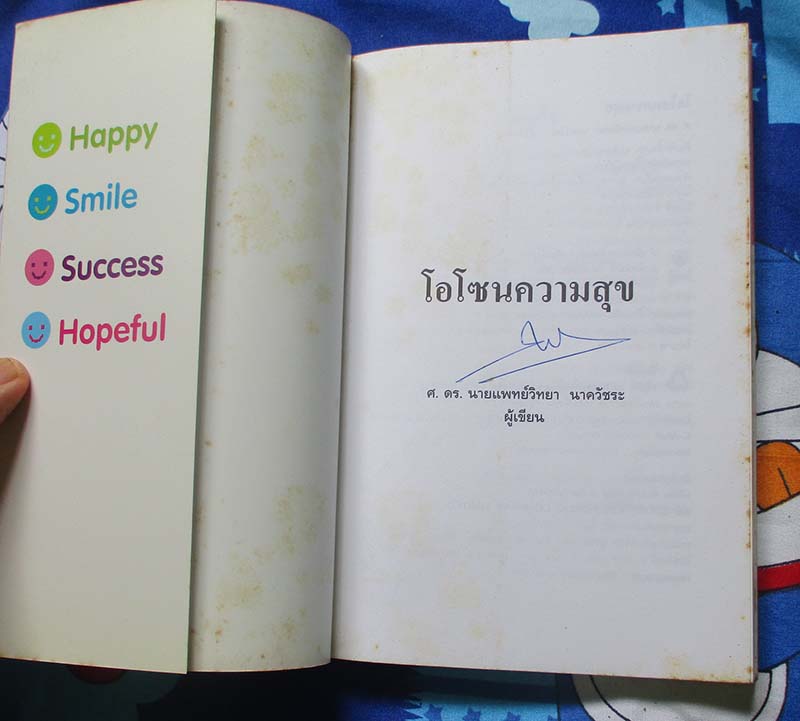 Happy
Smile
Success
Hopeful
โอโซนความสุข
ศ. ดร. นายแพทย์วิทยา นาควัชระ
ผู้เขียน